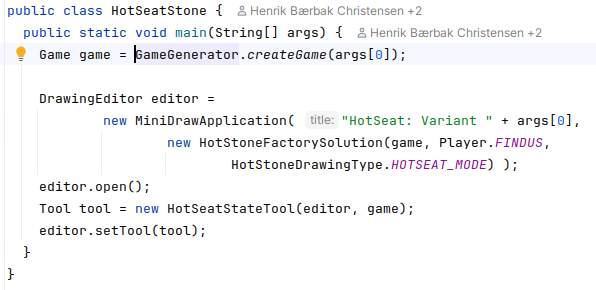 public class HotSeatStone { Henrik Bærbak Christensen +2
  public static void main(String[] args) { Henrik Bærbak Christensen +2
    Game game = GameGenerator.createGame(args[0]);
    DrawingEditor editor =
            new MiniDrawApplication( title: "HotSeat: Variant " + args[0],
                    new HotStoneFactorySolution(game, Player.FINDUS,
                            HotStoneDrawingType.HOTSEAT_MODE) );
    editor.open();
    Tool tool = new HotSeatStateTool(editor, game);
    editor.setTool(tool);
  }
}